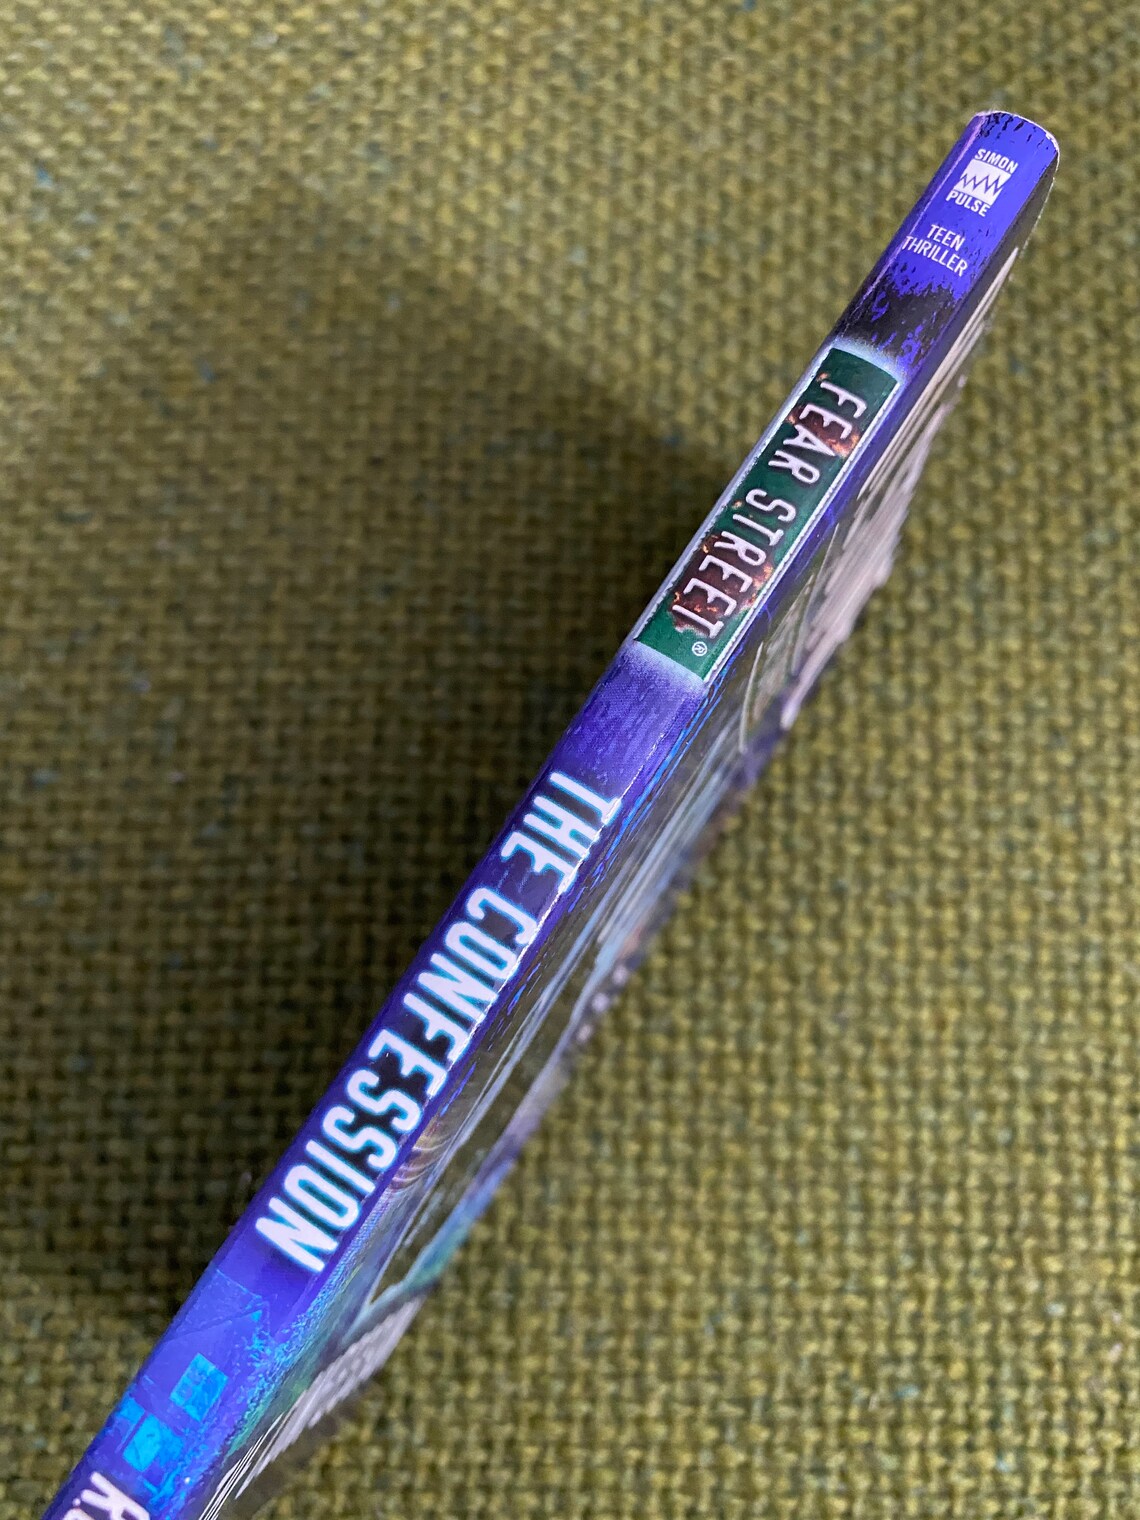 SIMON
PULSE
TEEN
THRILLER
FEAR STREET®
THE CONFESSION
R.